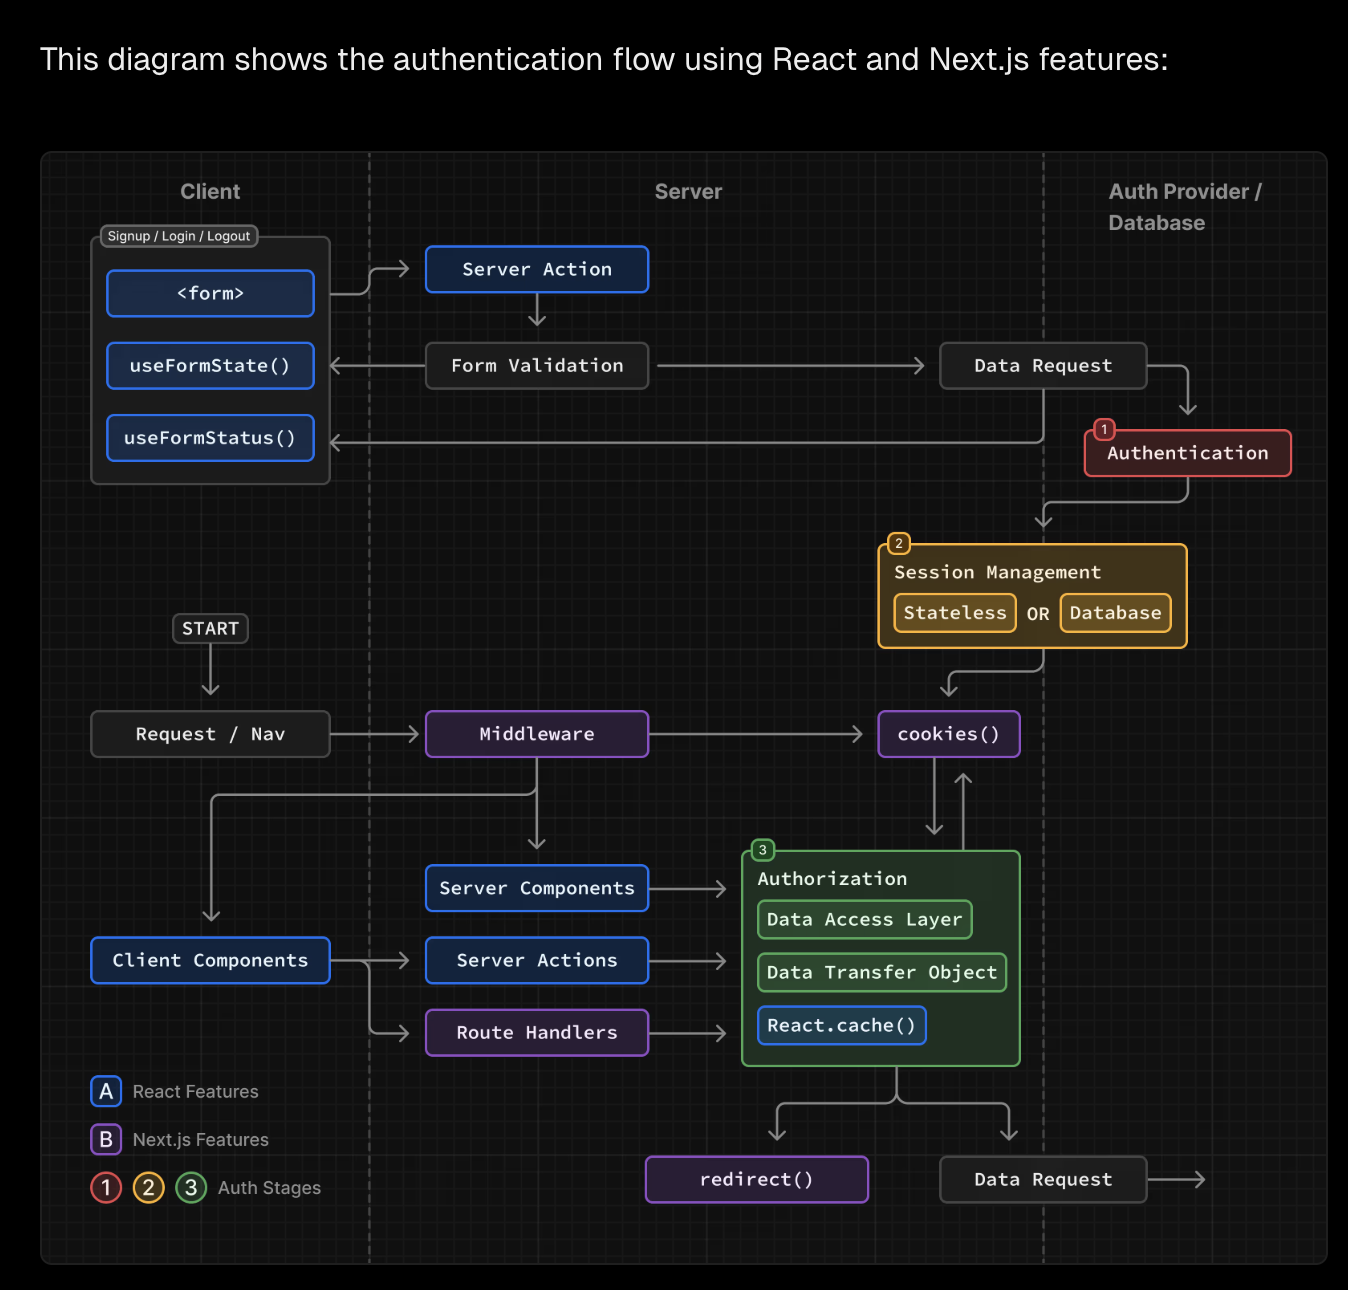 This diagram shows the authentication flow using React and Next.js features:
Client
Server
Auth Provider /
Database
Signup / Login / Logout
<form>
useFormState()
useFormStatus()
Server Action
Form Validation
Data Request
1
Authentication
2
Session Management
Stateless OR Database
START
Request / Nav
Middleware
cookies()
3
Authorization
Data Access Layer
Data Transfer Object
React.cache()
Server Components
Client Components
Server Actions
Route Handlers
redirect()
Data Request
A React Features
B Next.js Features
1 2 3 Auth Stages